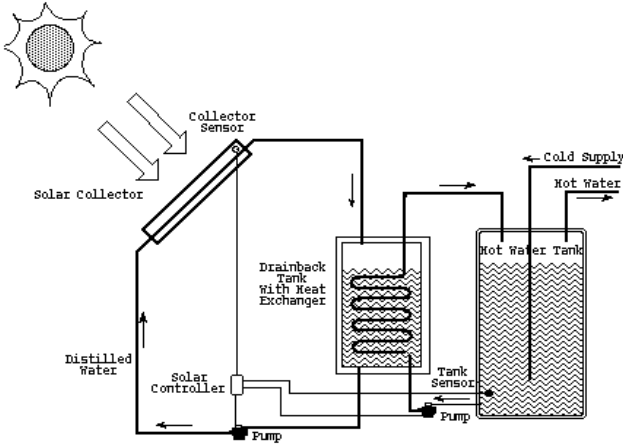 Collector
Sensor
Cold Supply
Hot Water
Solar Collector
Hot Water Tank
Drainback
Tank
With Heat
Exchanger
Distilled
Water
Solar
Controller
Tank
Sensor
Pump
Pump